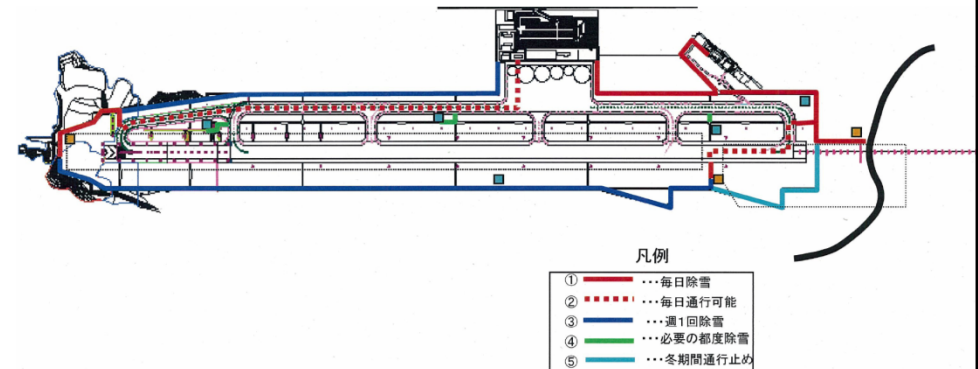 凡例
① ・・・毎日除雪
② ・・・毎日通行可能
③ ・・・週1回除雪
④ ・・・必要の都度除雪
⑤ ・・・冬期間通行止め